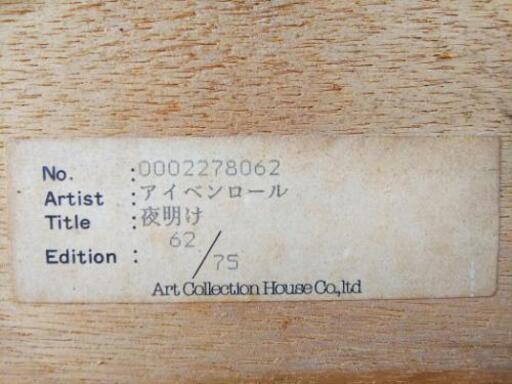 No. :0002278062
Artist :アイベンロール
Title :夜明け
Edition : 62/75
Art Collection House Co.,ltd